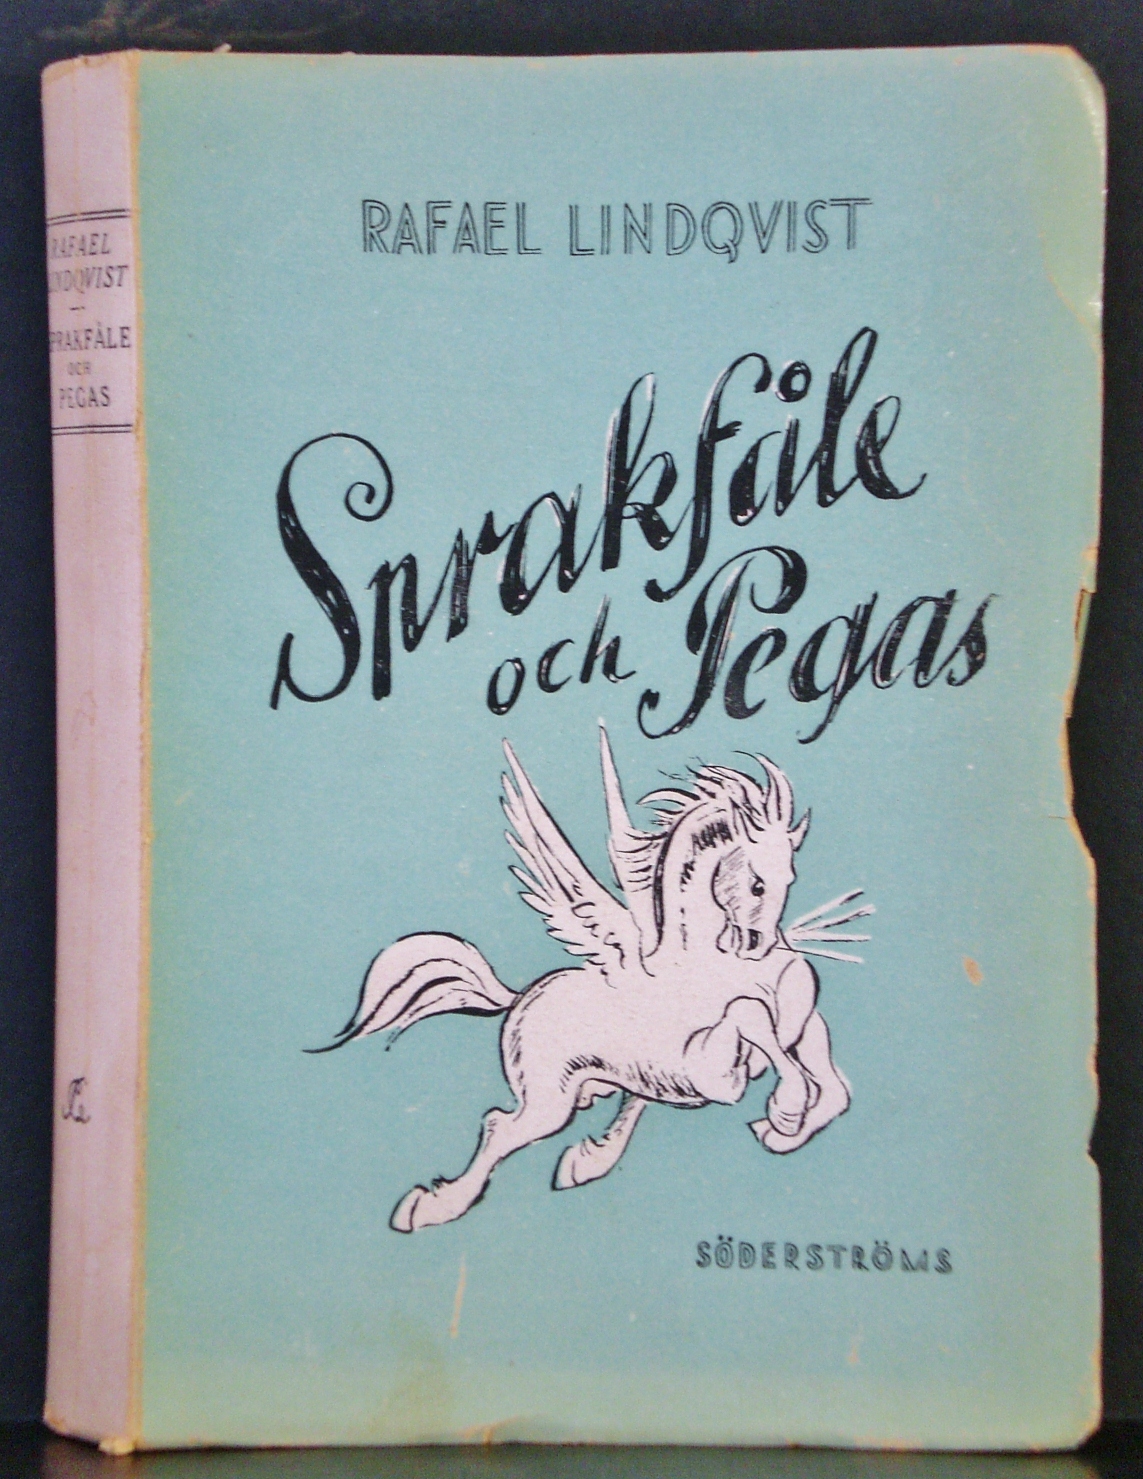 RAFAEL LINDQVIST
Sprakfåle
och Pegas
SÖDERSTRÖMS
RAFAEL
LINDQVIST
SPRAKFÅLE
OCH
PEGAS